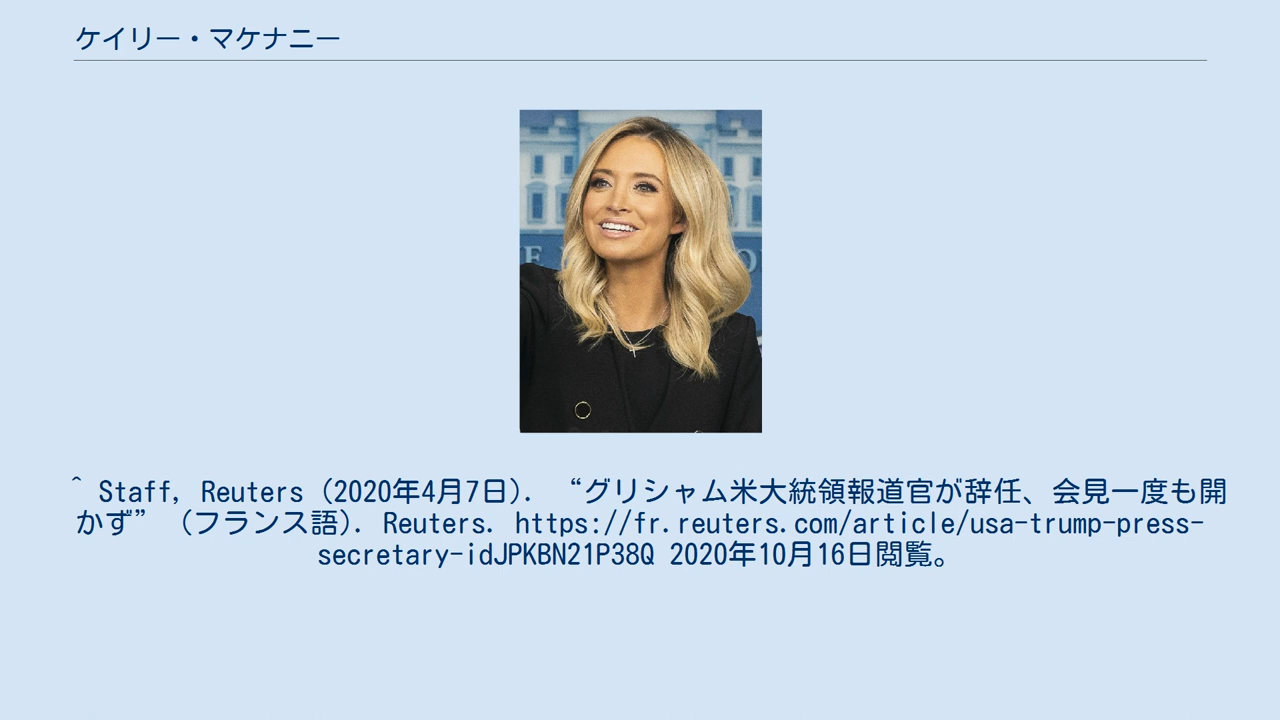 ケイリー・マケナニー
^ Staff, Reuters (2020年4月7日). “グリシャム米大統領報道官が辞任、会見一度も開
かず” (フランス語). Reuters. https://fr.reuters.com/article/usa-trump-press-
secretary-idJPKBN21P38Q 2020年10月16日閲覧。